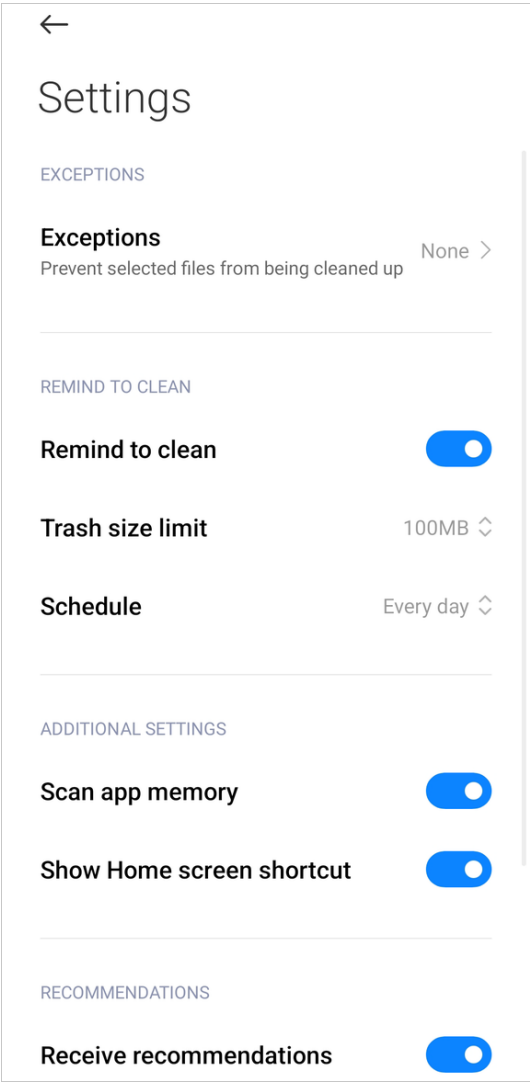 Settings
EXCEPTIONS
Exceptions
Prevent selected files from being cleaned up
None
REMIND TO CLEAN
Remind to clean
Trash size limit
100MB
Schedule
Every day
ADDITIONAL SETTINGS
Scan app memory
Show Home screen shortcut
RECOMMENDATIONS
Receive recommendations